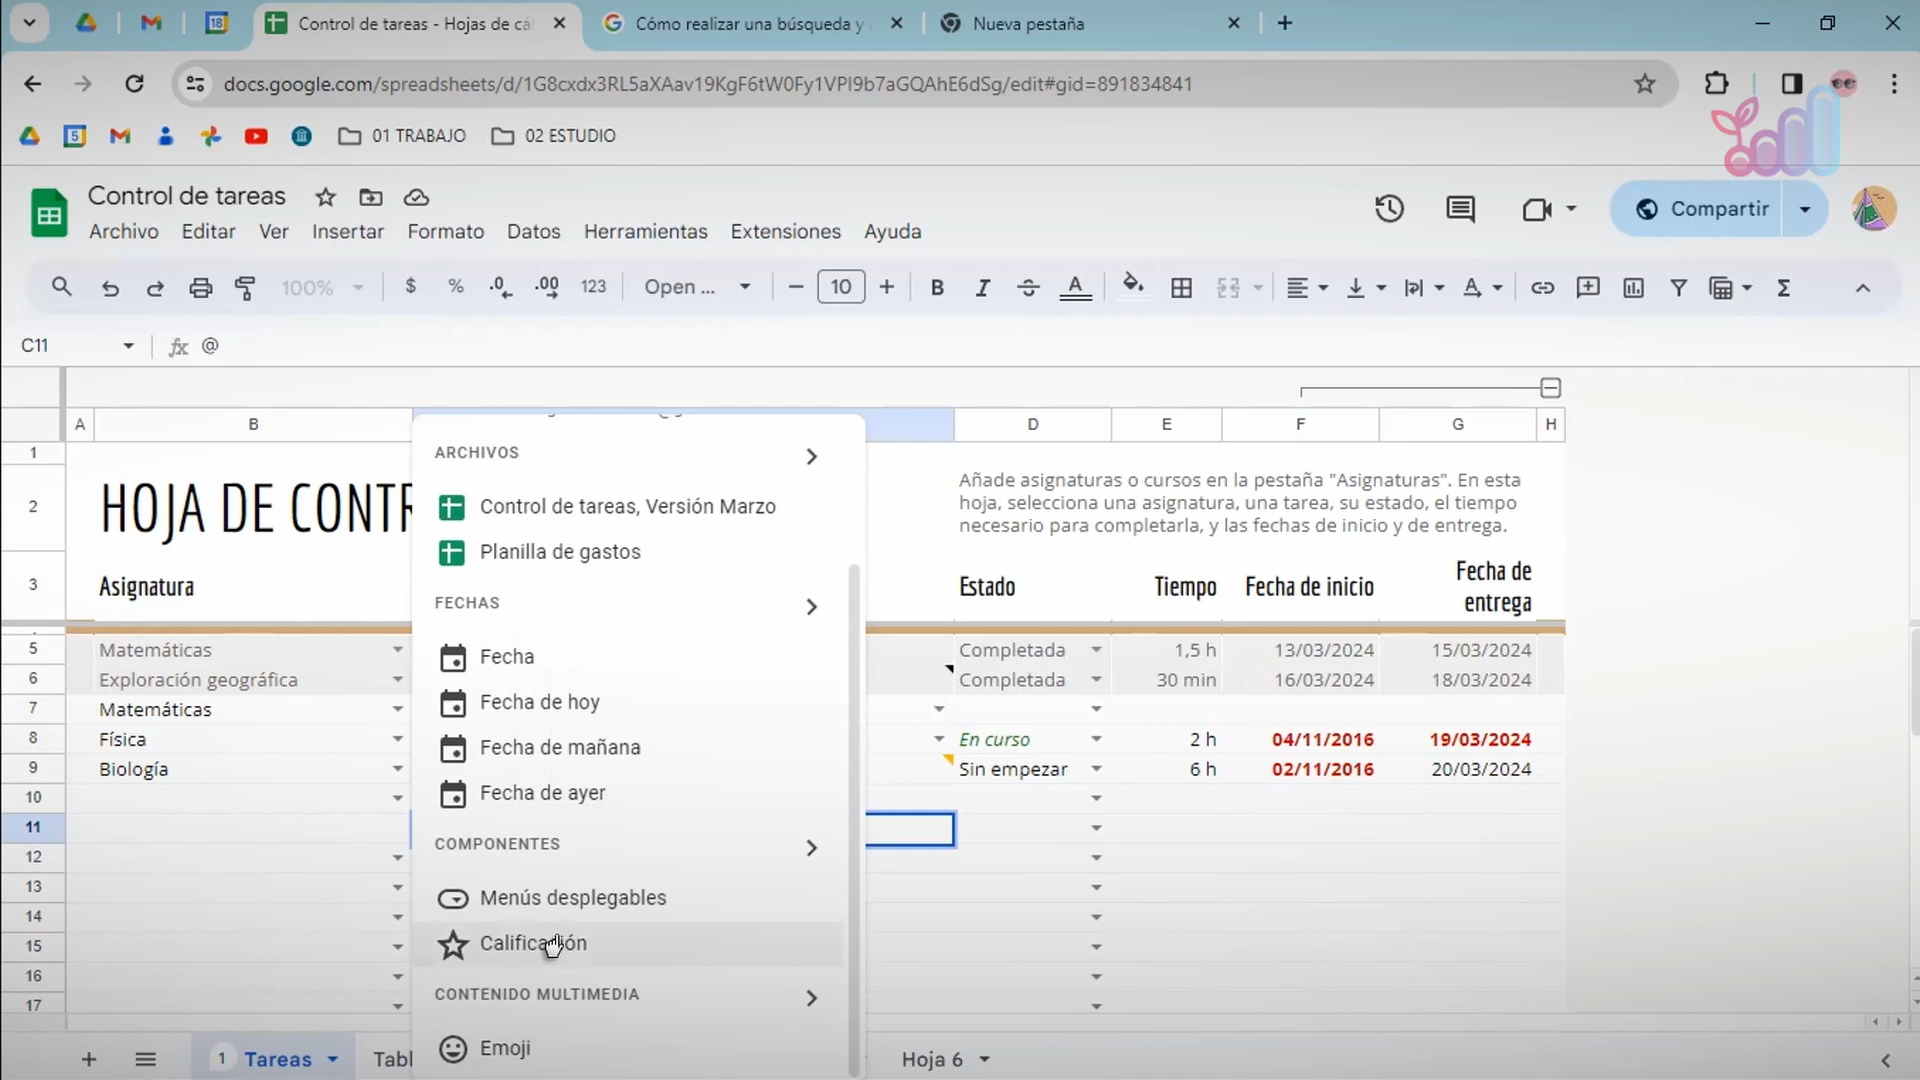 Control de tareas - Hojas de cál
Cómo realizar una búsqueda y
Nueva pestaña
docs.google.com/spreadsheets/d/1G8cxdx3RL5aXAav19KgF6tW0Fy1VPI9b7aGQAhE6dSg/edit#gid=891834841
01 TRABAJO
02 ESTUDIO
Control de tareas
Archivo Editar Ver Insertar Formato Datos Herramientas Extensiones Ayuda
Compartir
100% $ % .0 .00 123 Open ... 10 B I S A
C11 fx @
A B D E F G H
1
2 HOJA DE CONTR
Añade asignaturas o cursos en la pestaña "Asignaturas". En esta
hoja, selecciona una asignatura, una tarea, su estado, el tiempo
necesario para completarla, y las fechas de inicio y de entrega.
3 Asignatura Estado Tiempo Fecha de inicio Fecha de
entrega
5 Matemáticas Completada 1,5 h 13/03/2024 15/03/2024
6 Exploración geográfica Completada 30 min 16/03/2024 18/03/2024
7 Matemáticas
8 Física En curso 2 h 04/11/2016 19/03/2024
9 Biología Sin empezar 6 h 02/11/2016 20/03/2024
10
11
12
13
14
15
16
17
ARCHIVOS
Control de tareas, Versión Marzo
Planilla de gastos
FECHAS
Fecha
Fecha de hoy
Fecha de mañana
Fecha de ayer
COMPONENTES
Menús desplegables
Calificación
CONTENIDO MULTIMEDIA
Emoji
1 Tareas Tabl Hoja 6